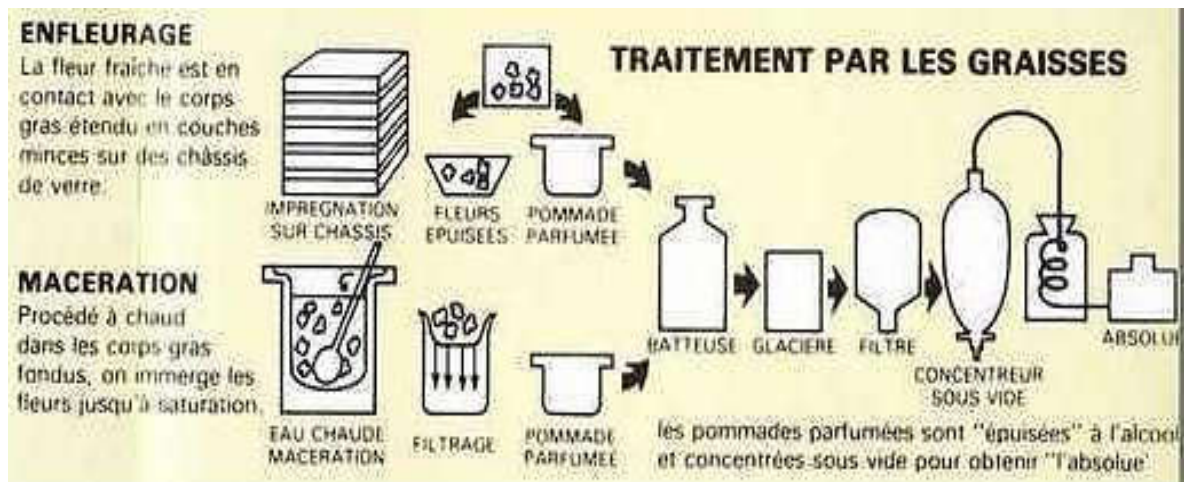 ENFLEURAGE
La fleur fraîche est en
contact avec le corps
gras étendu en couches
minces sur des châssis
de verre.
TRAITEMENT PAR LES GRAISSES
IMPREGNATION
SUR CHASSIS
FLEURS
EPUISEES
POMMADE
PARFUMEE
MACERATION
Procédé à chaud
dans les corps gras
fondus, on immerge les
fleurs jusqu'à saturation.
EAU CHAUDE
MACERATION
FILTRAGE
POMMADE
PARFUMEE
BATTEUSE
GLACIERE
FILTRE
CONCENTREUR
SOUS VIDE
ABSOLUE
les pommades parfumées sont "épuisées" à l'alcool
et concentrées sous vide pour obtenir "l'absolue"